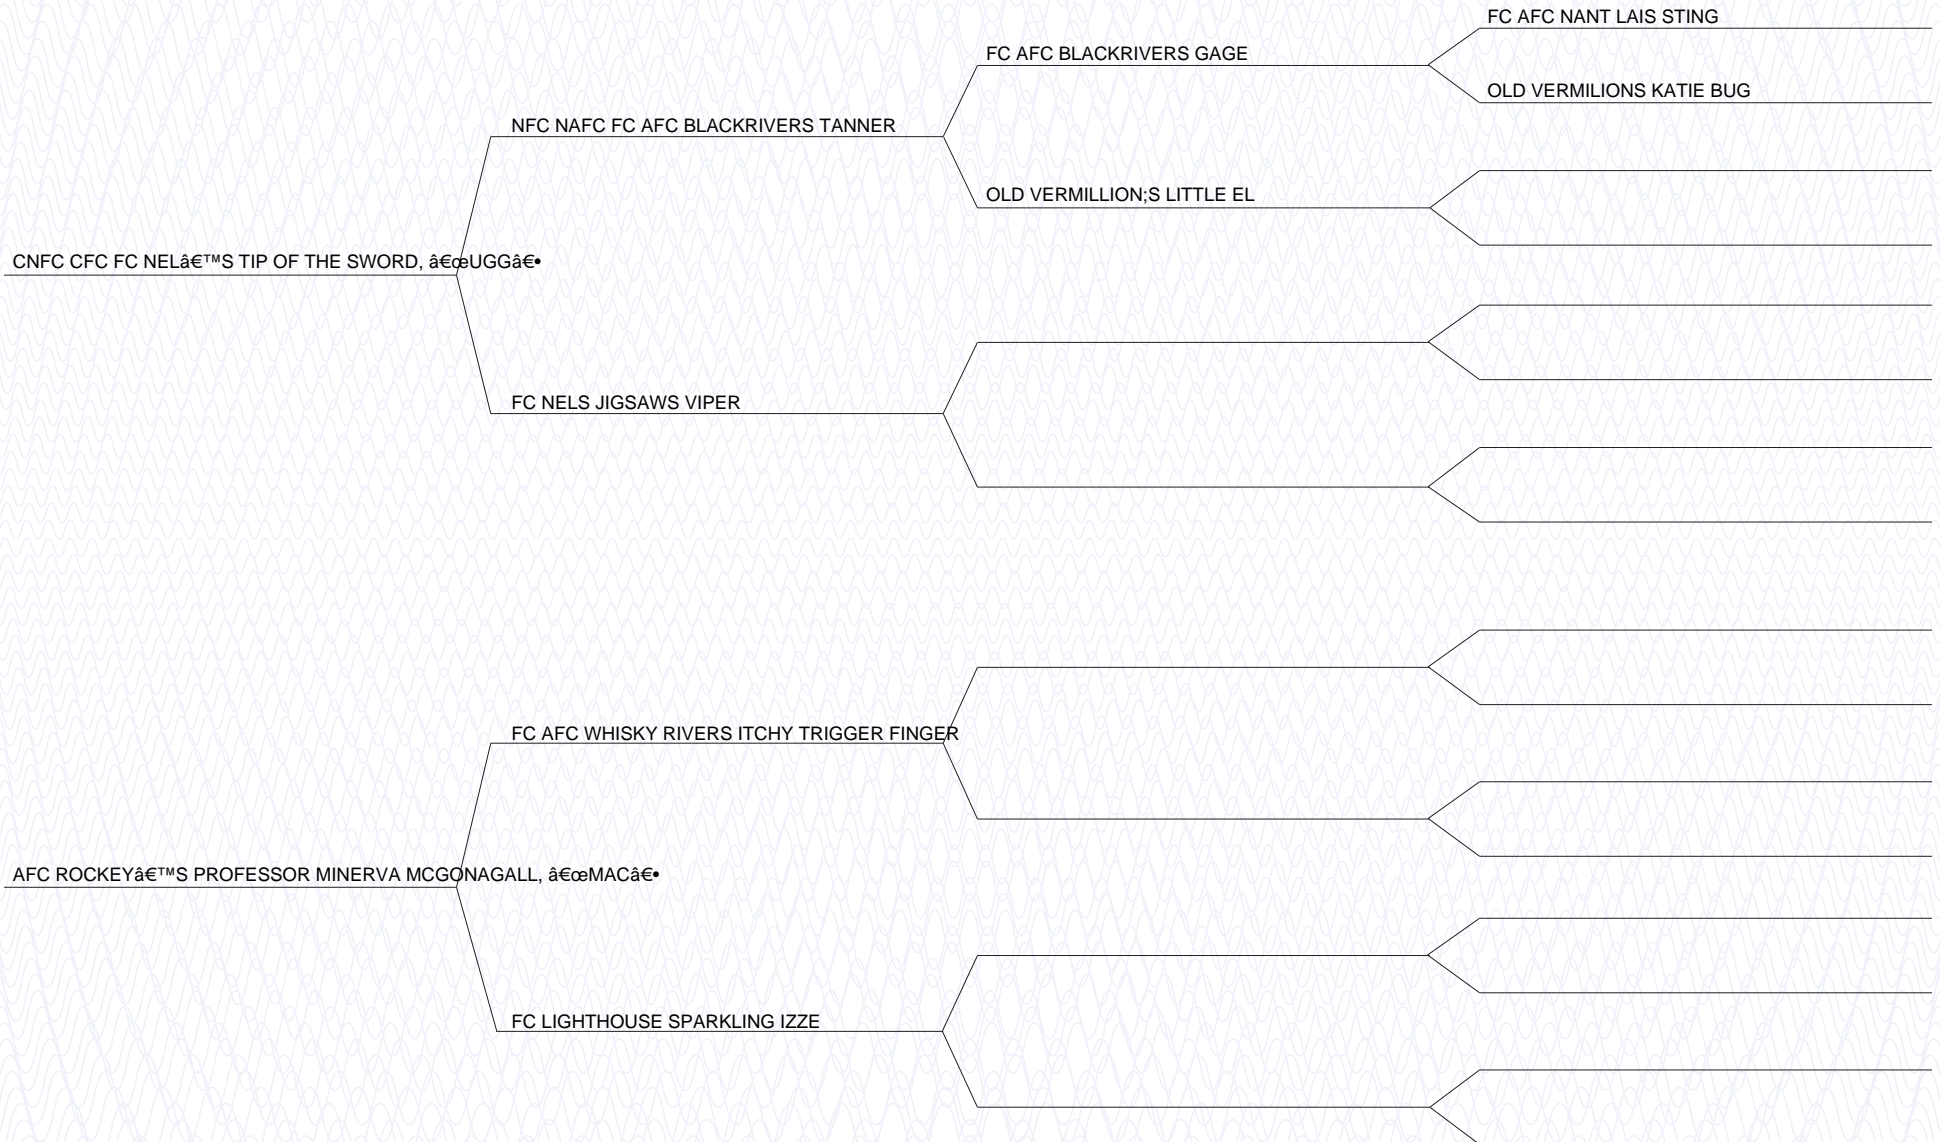 FC AFC NANT LAIS STING
FC AFC BLACKRIVERS GAGE
OLD VERMILIONS KATIE BUG
NFC NAFC FC AFC BLACKRIVERS TANNER
OLD VERMILLION;S LITTLE EL
CNFC CFC FC NELâ€™S TIP OF THE SWORD, â€œUGGâ€•
FC NELS JIGSAWS VIPER
FC AFC WHISKY RIVERS ITCHY TRIGGER FINGER
AFC ROCKEYâ€™S PROFESSOR MINERVA MCGONAGALL, â€œMACâ€•
FC LIGHTHOUSE SPARKLING IZZE